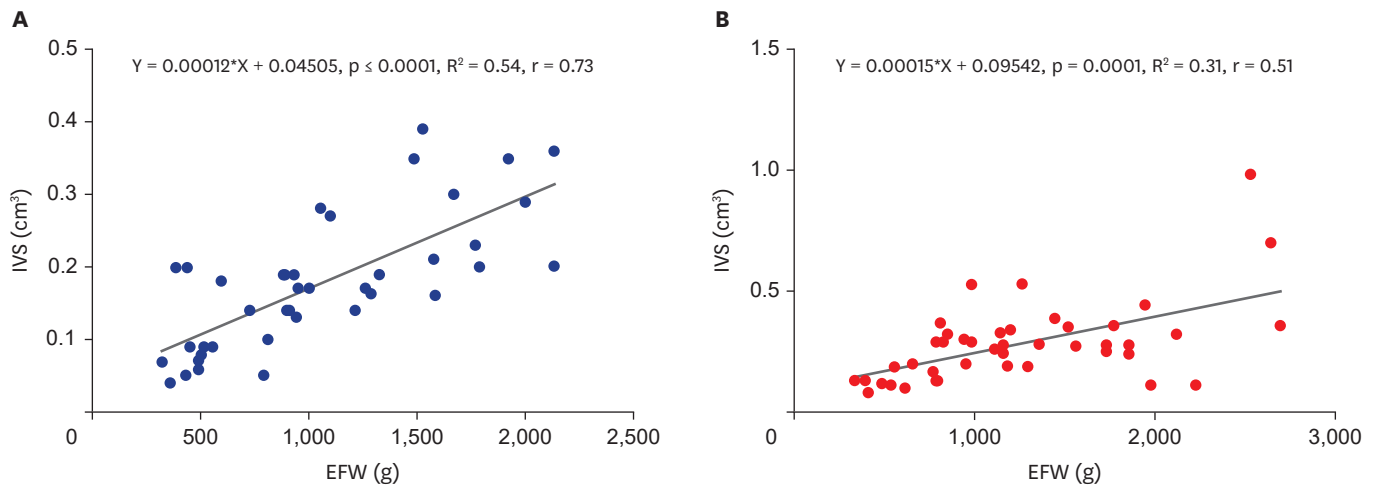 A
Y = 0.00012*X + 0.04505, p ≤ 0.0001, R² = 0.54, r = 0.73
IVS (cm³)
0.5
0.4
0.3
0.2
0.1
0
500
1,000
1,500
2,000
2,500
EFW (g)
B
Y = 0.00015*X + 0.09542, p = 0.0001, R² = 0.31, r = 0.51
IVS (cm³)
1.5
1.0
0.5
0
1,000
2,000
3,000
EFW (g)